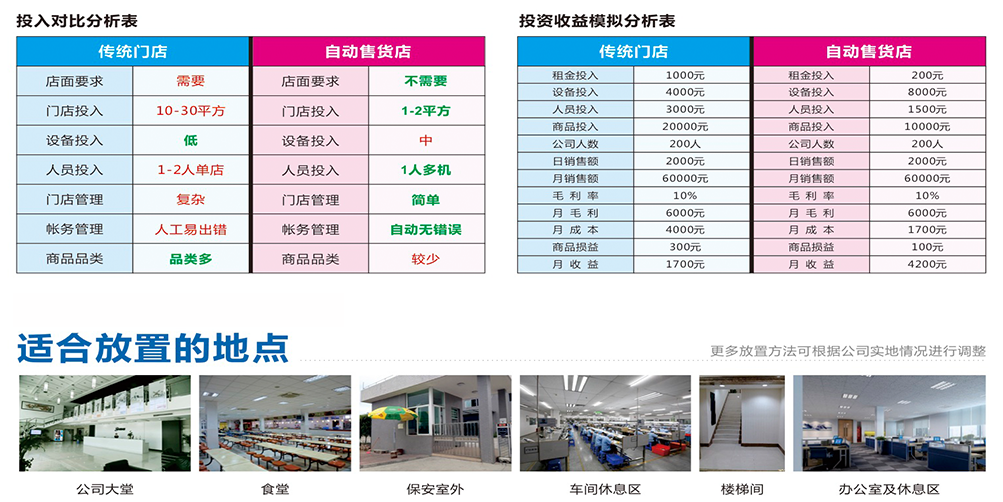 投入对比分析表
传统门店 自动售货店
店面要求 需要 店面要求 不需要
门店投入 10-30平方 门店投入 1-2平方
设备投入 低 设备投入 中
人员投入 1-2人单店 人员投入 1人多机
门店管理 复杂 门店管理 简单
帐务管理 人工易出错 帐务管理 自动无错误
商品品类 品类多 商品品类 较少
投资收益模拟分析表
传统门店 自动售货店
租金投入 1000元 租金投入 200元
设备投入 4000元 设备投入 8000元
人员投入 3000元 人员投入 1500元
商品投入 20000元 商品投入 10000元
公司人数 200人 公司人数 200人
日销售额 2000元 日销售额 2000元
月销售额 60000元 月销售额 60000元
毛利率 10% 毛利率 10%
月毛利 6000元 月毛利 6000元
月成本 4000元 月成本 1700元
商品损益 300元 商品损益 100元
月收益 1700元 月收益 4200元
适合放置的地点
更多放置方法可根据公司实地情况进行调整
公司大堂 食堂 保安室外 车间休息区 楼梯间 办公室及休息区